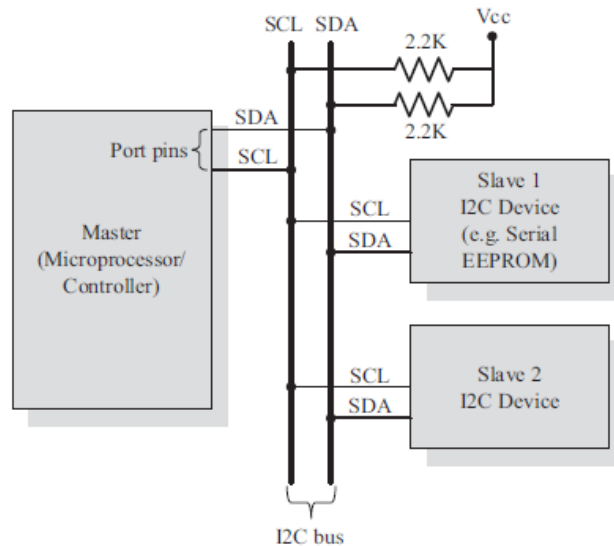 SCL SDA
Vcc
2.2K
2.2K
SDA
Port pins
SCL
Master
(Microprocessor/
Controller)
SCL
SDA
Slave 1
I2C Device
(e.g. Serial
EEPROM)
SCL
SDA
Slave 2
I2C Device
I2C bus